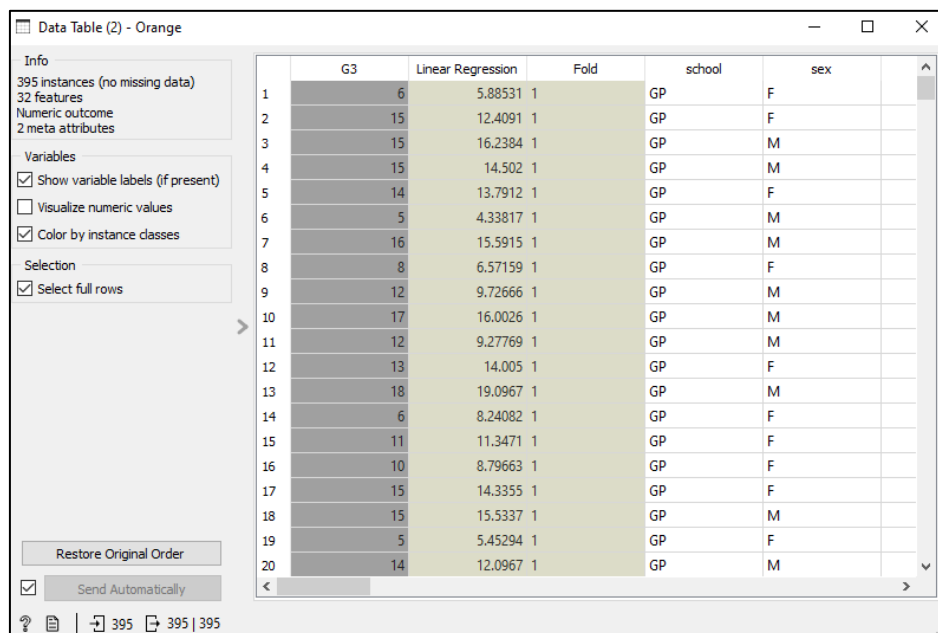 Data Table (2) - Orange
Info
395 instances (no missing data)
32 features
Numeric outcome
2 meta attributes
Variables
Show variable labels (if present)
Visualize numeric values
Color by instance classes
Selection
Select full rows
Restore Original Order
Send Automatically
? 395 395 | 395
G3 Linear Regression Fold school sex
1 6 5.88531 1 GP F
2 15 12.4091 1 GP F
3 15 16.2384 1 GP M
4 15 14.502 1 GP M
5 14 13.7912 1 GP F
6 5 4.33817 1 GP M
7 16 15.5915 1 GP M
8 8 6.57159 1 GP F
9 12 9.72666 1 GP M
10 17 16.0026 1 GP M
11 12 9.27769 1 GP M
12 13 14.005 1 GP F
13 18 19.0967 1 GP M
14 6 8.24082 1 GP F
15 11 11.3471 1 GP F
16 10 8.79663 1 GP F
17 15 14.3355 1 GP F
18 15 15.5337 1 GP M
19 5 5.45294 1 GP F
20 14 12.0967 1 GP M